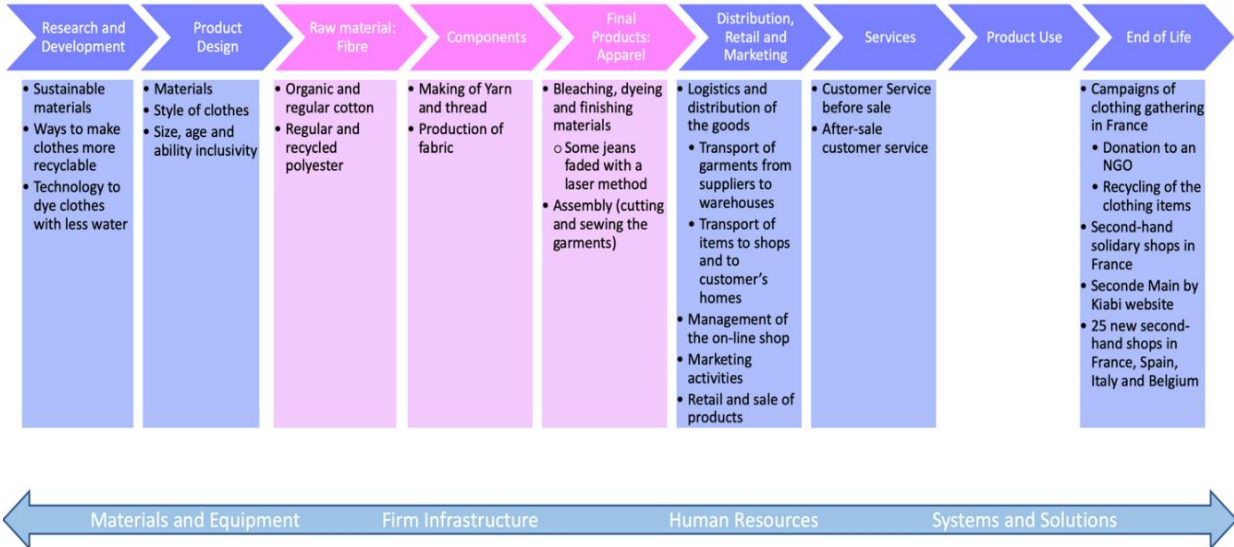 Research and
Development
Product
Design
Raw material:
Fibre
Components
Final
Products:
Apparel
Distribution,
Retail and
Marketing
Services
Product Use
End of Life
• Sustainable
materials
• Ways to make
clothes more
recyclable
• Technology to
dye clothes
with less water
• Materials
• Style of clothes
• Size, age and
ability inclusivity
• Organic and
regular cotton
• Regular and
recycled
polyester
• Making of Yarn
and thread
• Production of
fabric
• Bleaching, dyeing
and finishing
materials
o Some jeans
faded with a
laser method
• Assembly (cutting
and sewing the
garments)
• Logistics and
distribution of
the goods
• Transport of
garments from
suppliers to
warehouses
• Transport of
items to shops
and to
customer's
homes
• Management of
the on-line shop
• Marketing
activities
• Retail and sale of
products
• Customer Service
before sale
• After-sale
customer service
• Campaigns of
clothing gathering
in France
• Donation to an
NGO
• Recycling of the
clothing items
• Second-hand
solidary shops in
France
• Seconde Main by
Kiabi website
• 25 new second-
hand shops in
France, Spain,
Italy and Belgium
Materials and Equipment
Firm Infrastructure
Human Resources
Systems and Solutions